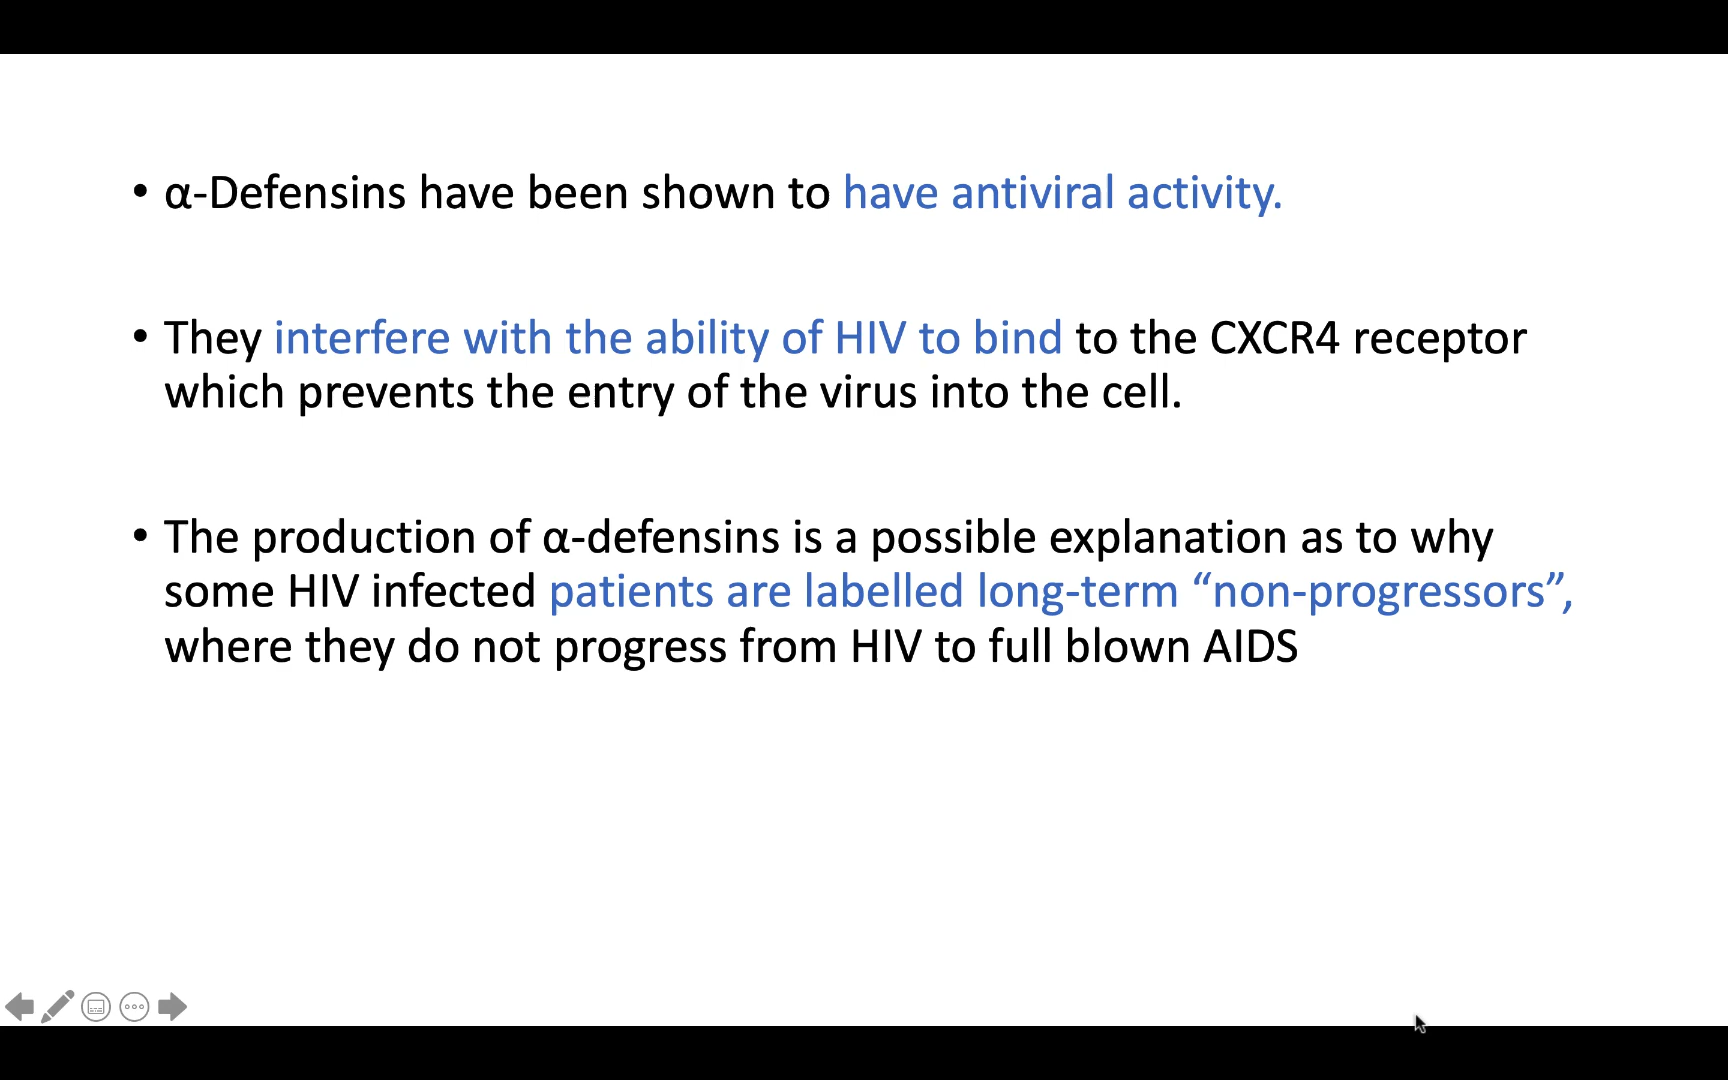 • α-Defensins have been shown to have antiviral activity.
• They interfere with the ability of HIV to bind to the CXCR4 receptor
which prevents the entry of the virus into the cell.
• The production of α-defensins is a possible explanation as to why
some HIV infected patients are labelled long-term “non-progressors”,
where they do not progress from HIV to full blown AIDS